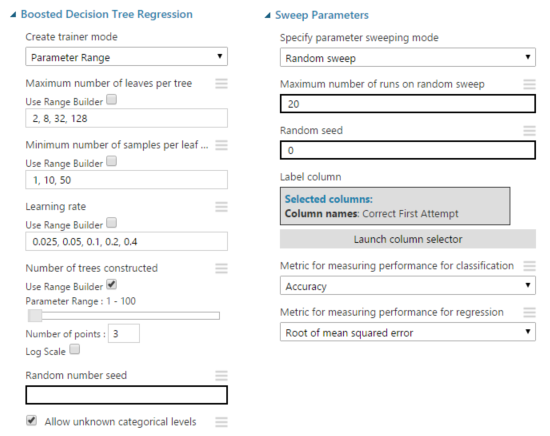 Boosted Decision Tree Regression
Create trainer mode
Parameter Range
Maximum number of leaves per tree
Use Range Builder
2, 8, 32, 128
Minimum number of samples per leaf ...
Use Range Builder
1, 10, 50
Learning rate
Use Range Builder
0.025, 0.05, 0.1, 0.2, 0.4
Number of trees constructed
Use Range Builder
Parameter Range : 1 - 100
Number of points : 3
Log Scale
Random number seed
Allow unknown categorical levels
Sweep Parameters
Specify parameter sweeping mode
Random sweep
Maximum number of runs on random sweep
20
Random seed
0
Label column
Selected columns:
Column names: Correct First Attempt
Launch column selector
Metric for measuring performance for classification
Accuracy
Metric for measuring performance for regression
Root of mean squared error